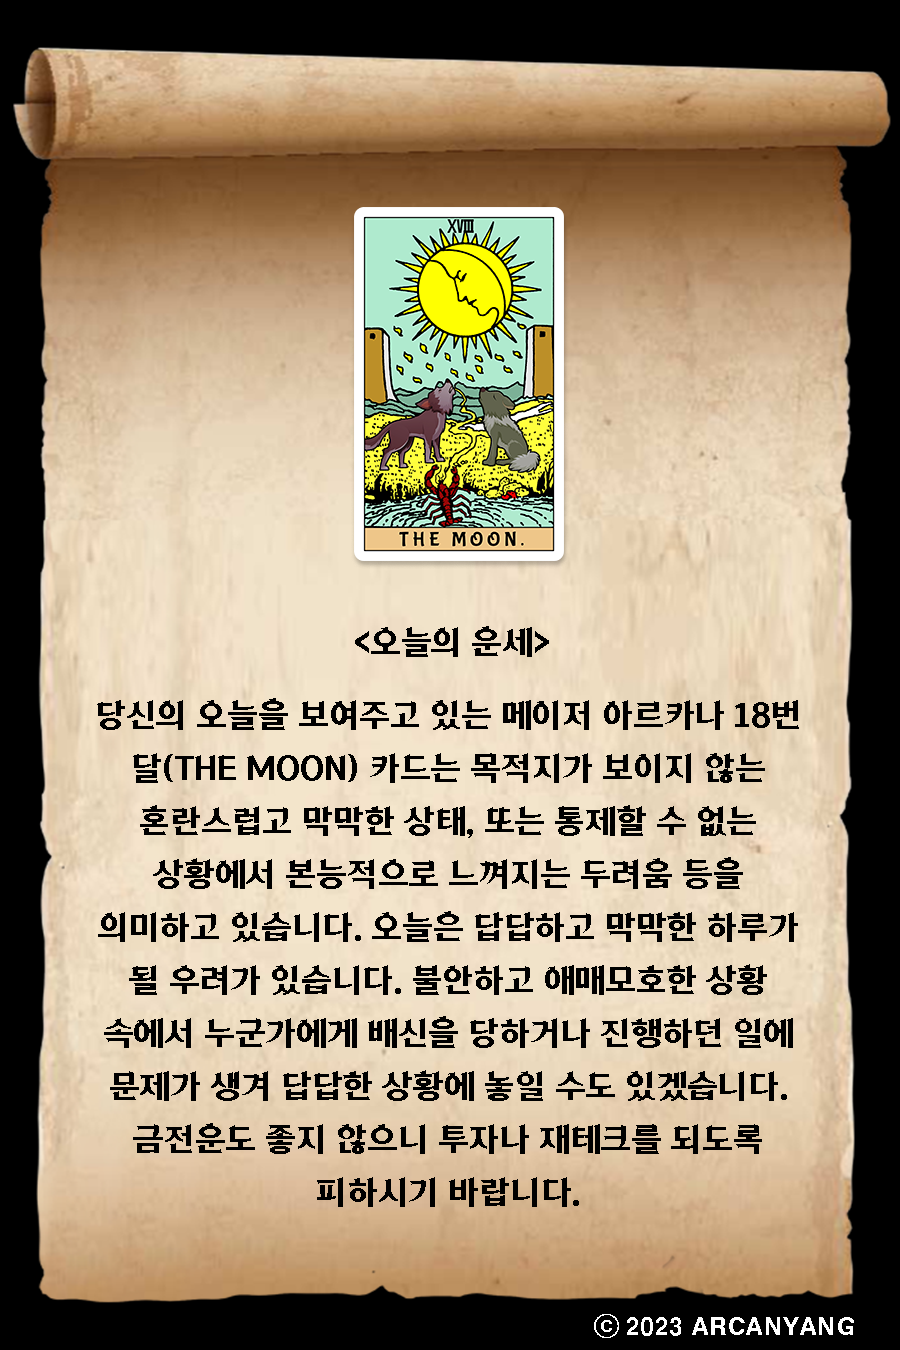 XVIII
THE MOON.
<오늘의 운세>
당신의 오늘을 보여주고 있는 메이저 아르카나 18번
달(THE MOON) 카드는 목적지가 보이지 않는
혼란스럽고 막막한 상태, 또는 통제할 수 없는
상황에서 본능적으로 느껴지는 두려움 등을
의미하고 있습니다. 오늘은 답답하고 막막한 하루가
될 우려가 있습니다. 불안하고 애매모호한 상황
속에서 누군가에게 배신을 당하거나 진행하던 일에
문제가 생겨 답답한 상황에 놓일 수도 있겠습니다.
금전운도 좋지 않으니 투자나 재테크를 되도록
피하시기 바랍니다.
ⓒ 2023 ARCANYANG